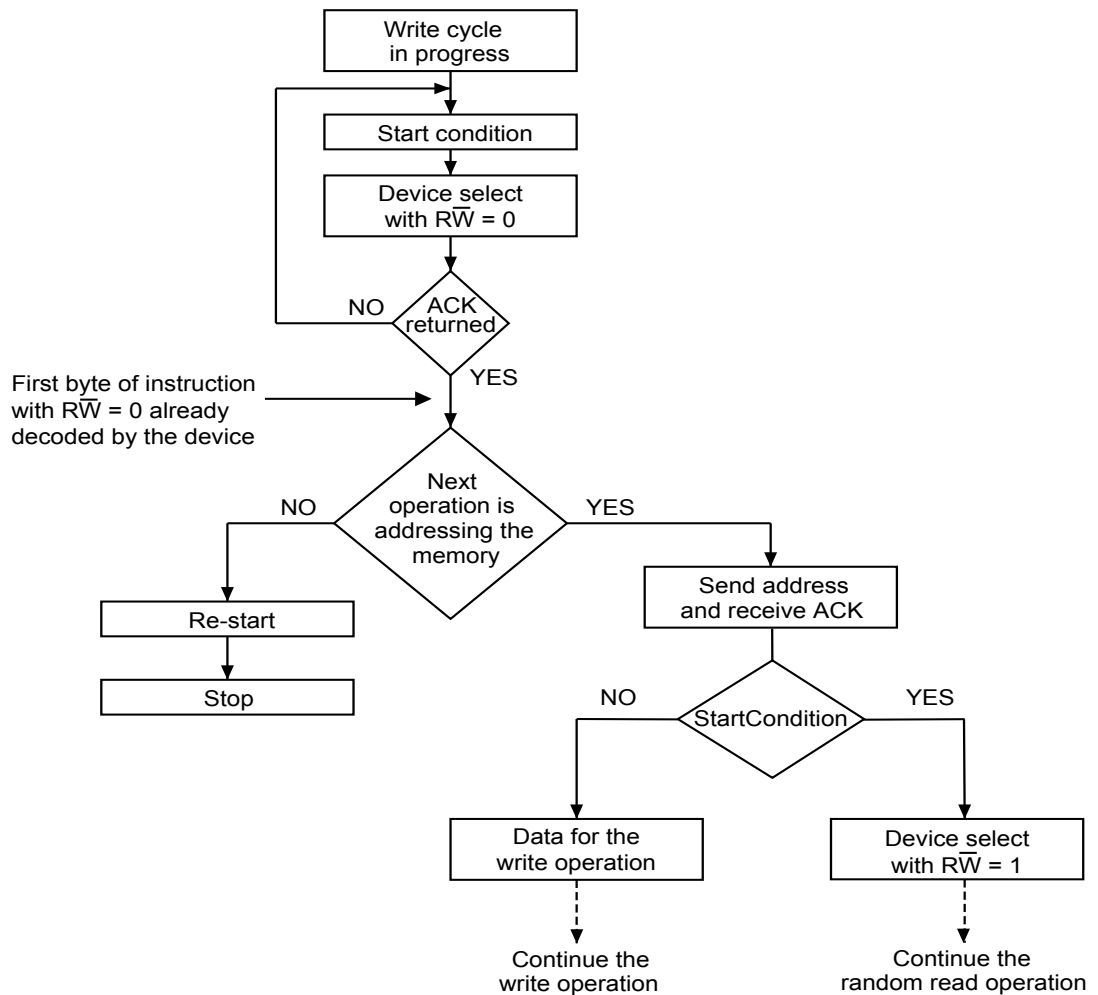 Write cycle
in progress
Start condition
Device select
with RW̅ = 0
NO
ACK
returned
YES
First byte of instruction
with RW̅ = 0 already
decoded by the device
Next
operation is
addressing the
memory
NO
YES
Send address
and receive ACK
Re-start
Stop
NO
StartCondition
YES
Data for the
write operation
Device select
with RW̅ = 1
Continue the
write operation
Continue the
random read operation